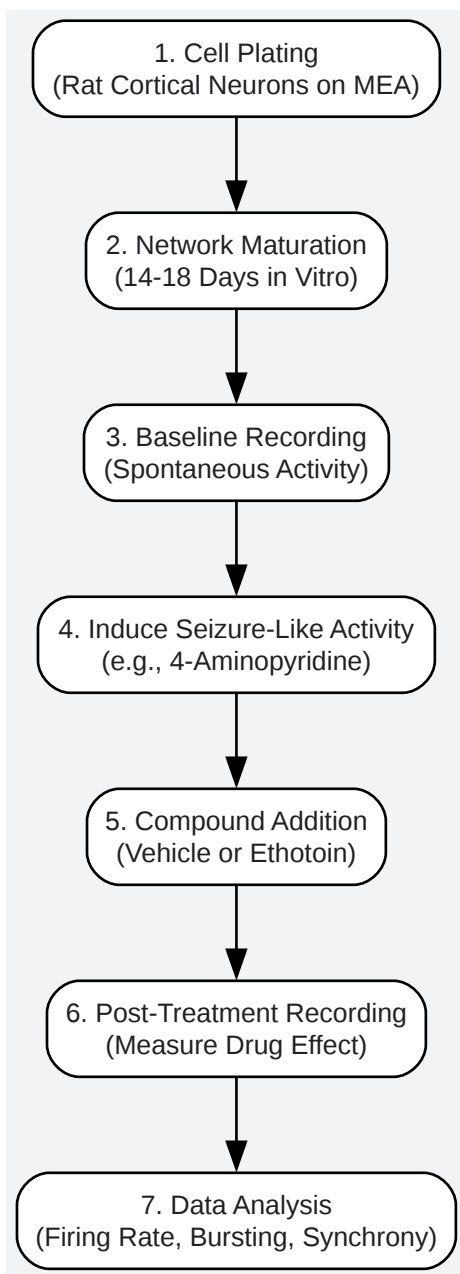 1. Cell Plating
(Rat Cortical Neurons on MEA)
2. Network Maturation
(14-18 Days in Vitro)
3. Baseline Recording
(Spontaneous Activity)
4. Induce Seizure-Like Activity
(e.g., 4-Aminopyridine)
5. Compound Addition
(Vehicle or Ethotoin)
6. Post-Treatment Recording
(Measure Drug Effect)
7. Data Analysis
(Firing Rate, Bursting, Synchrony)